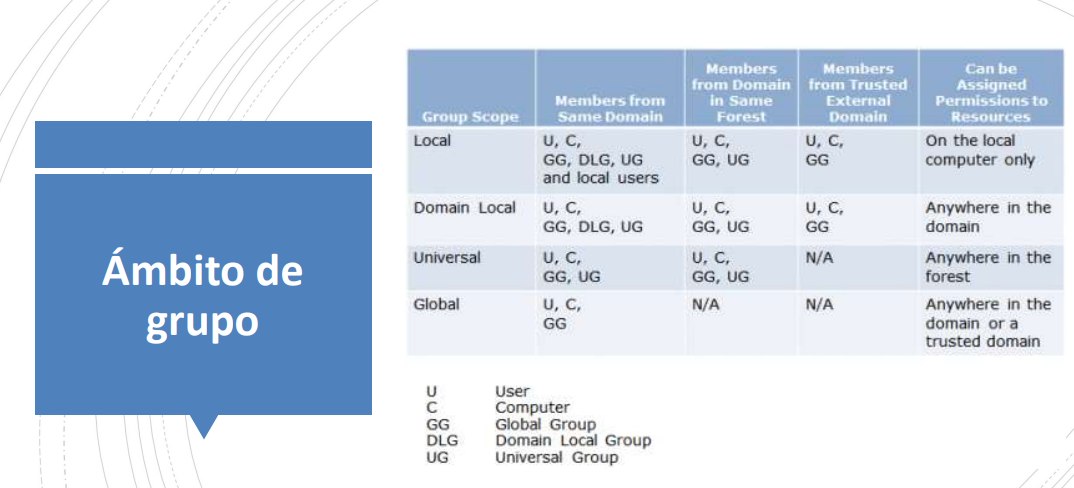 Ámbito de
grupo
Group Scope
Members from
Same Domain
Members
from Domain
in Same
Forest
Members
from Trusted
External
Domain
Can be
Assigned
Permissions to
Resources
Local
U, C,
GG, DLG, UG
and local users
U, C,
GG, UG
U, C,
GG
On the local
computer only
Domain Local
U, C,
GG, DLG, UG
U, C,
GG, UG
U, C,
GG
Anywhere in the
domain
Universal
U, C,
GG, UG
U, C,
GG, UG
N/A
Anywhere in the
forest
Global
U, C,
GG
N/A
N/A
Anywhere in the
domain or a
trusted domain
U User
C Computer
GG Global Group
DLG Domain Local Group
UG Universal Group